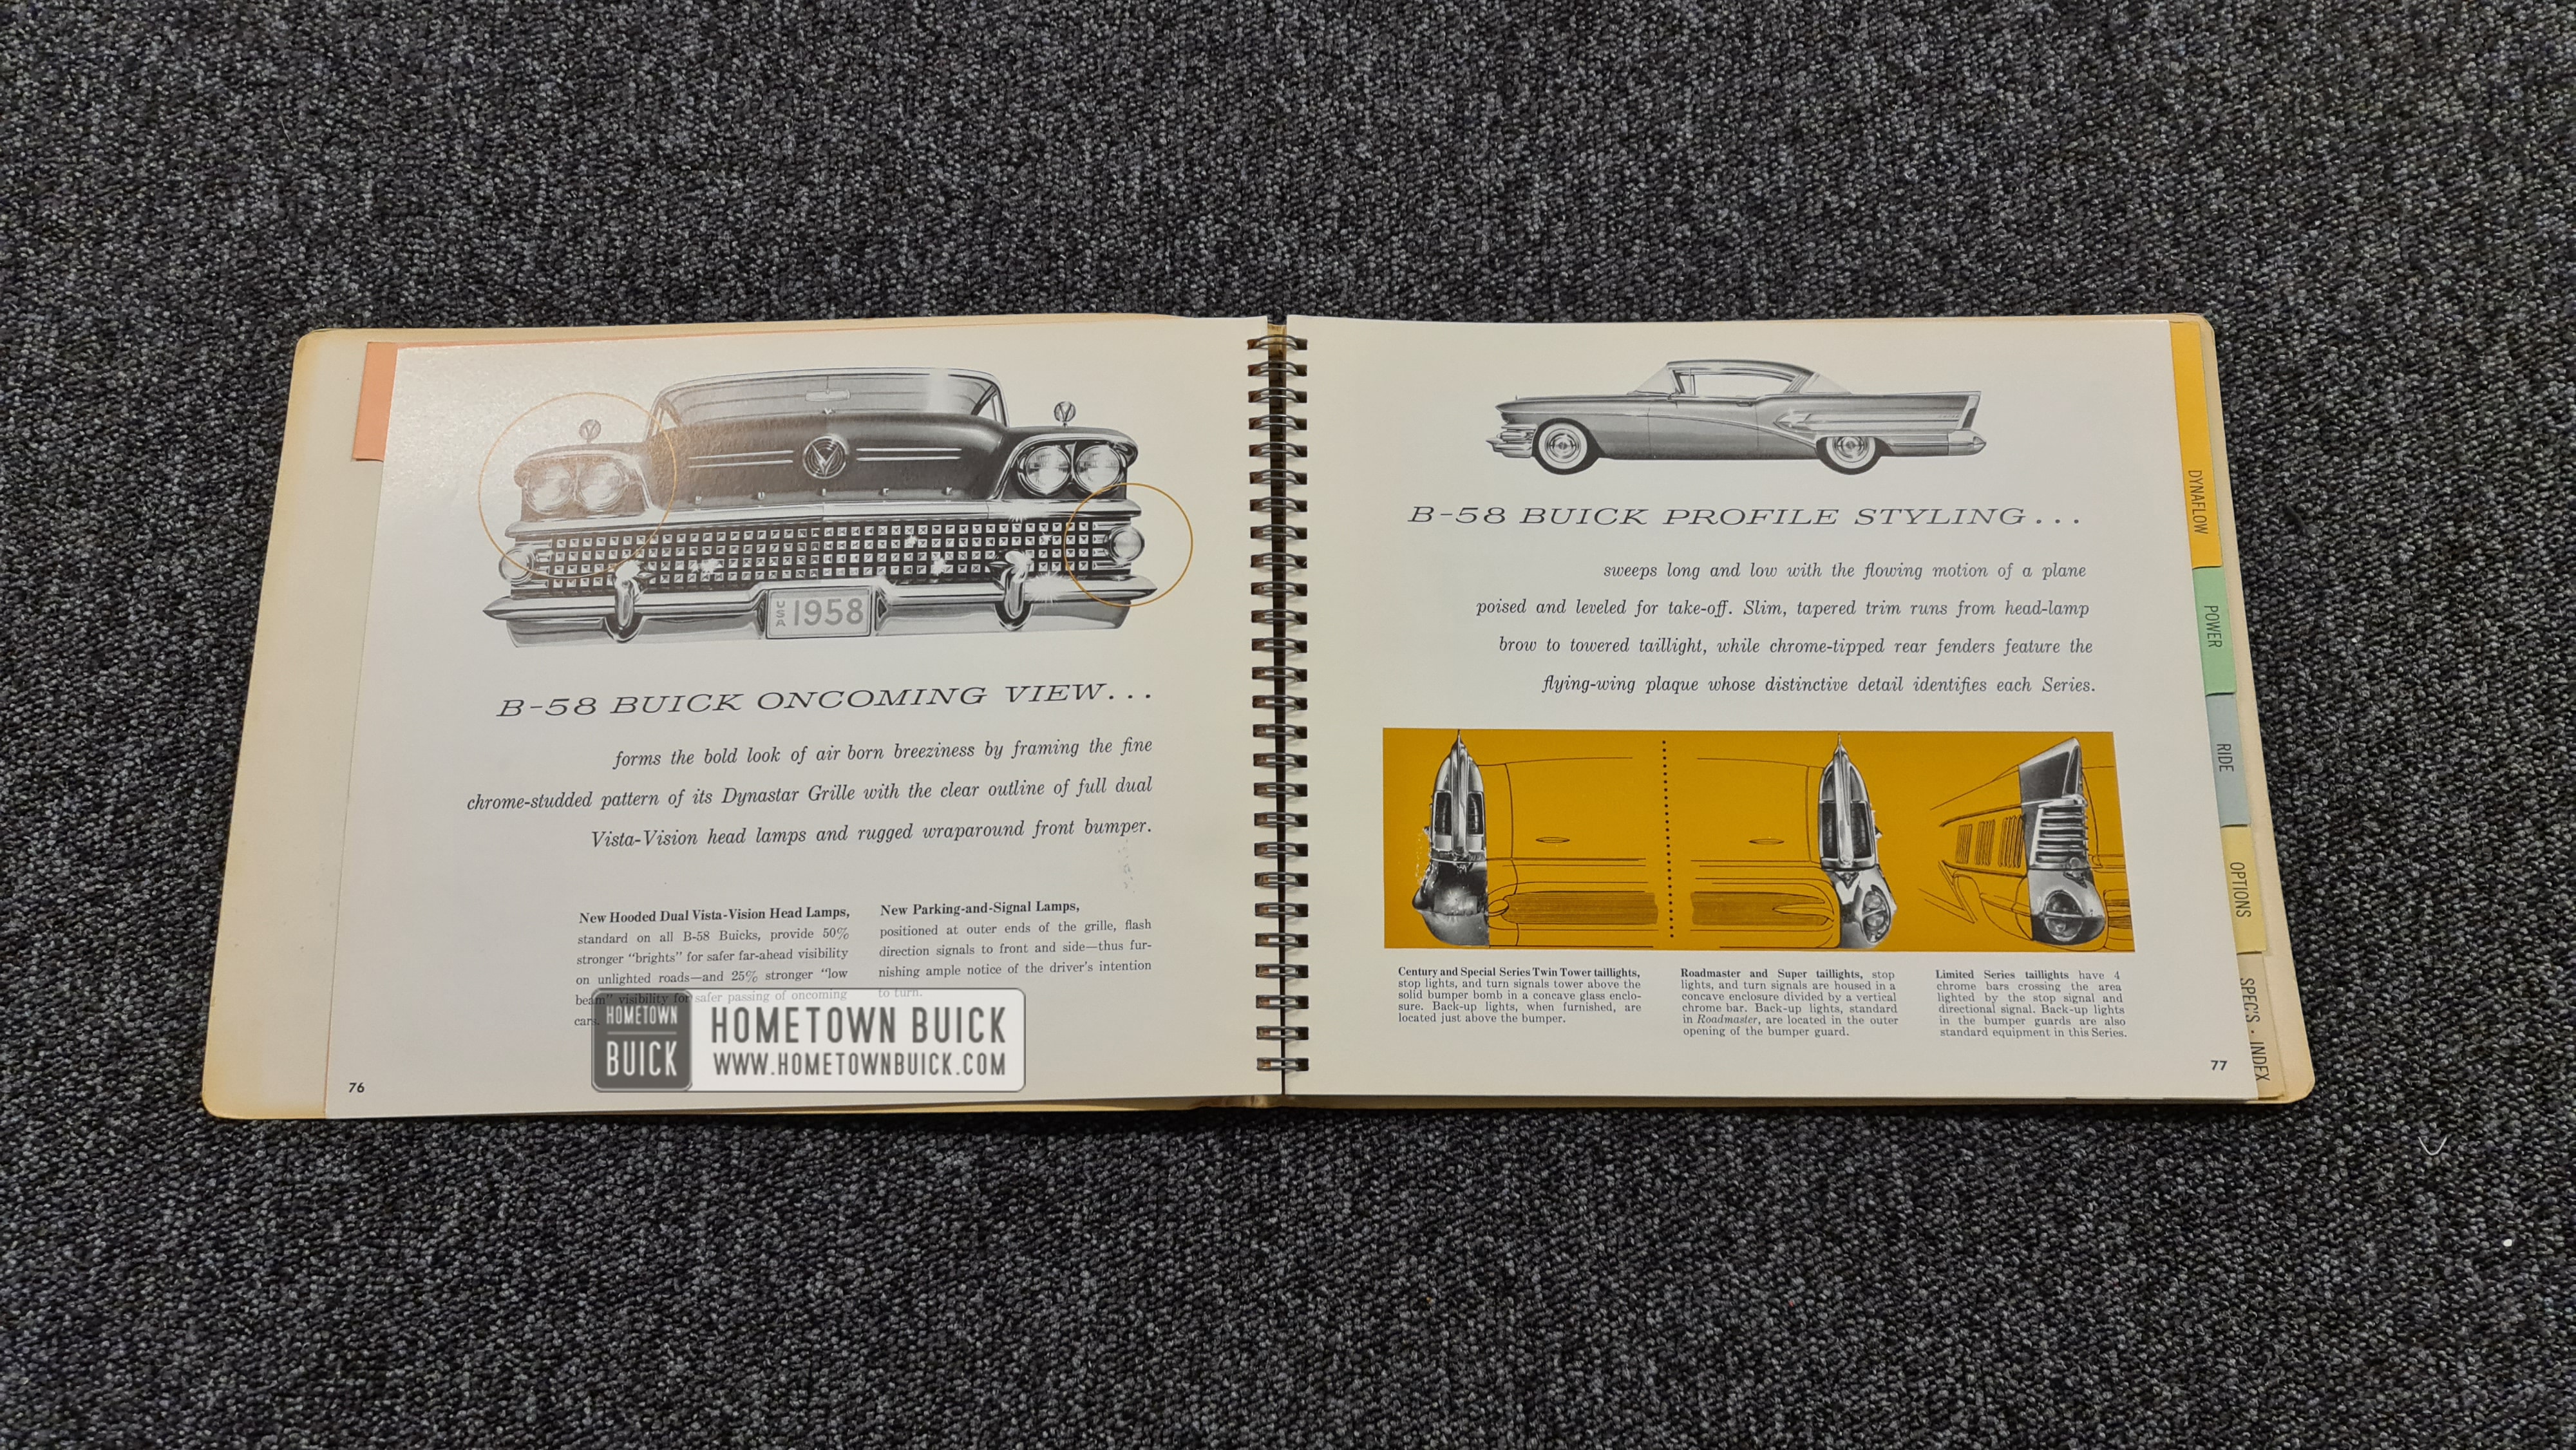 USA 1958
B-58 BUICK ONCOMING VIEW...
forms the bold look of air born breeziness by framing the fine
chrome-studded pattern of its Dynastar Grille with the clear outline of full dual
Vista-Vision head lamps and rugged wraparound front bumper.
New Hooded Dual Vista-Vision Head Lamps,
standard on all B-58 Buicks, provide 50%
stronger “brights” for safer far-ahead visibility
on unlighted roads—and 25% stronger “low
beam” visibility for safer passing of oncoming
cars.
New Parking-and-Signal Lamps,
positioned at outer ends of the grille, flash
direction signals to front and side—thus fur-
nishing ample notice of the driver's intention
to turn.
HOMETOWN
BUICK
HOMETOWN BUICK
WWW.HOMETOWNBUICK.COM
76
B-58 BUICK PROFILE STYLING...
sweeps long and low with the flowing motion of a plane
poised and leveled for take-off. Slim, tapered trim runs from head-lamp
brow to towered taillight, while chrome-tipped rear fenders feature the
flying-wing plaque whose distinctive detail identifies each Series.
Century and Special Series Twin Tower taillights,
stop lights, and turn signals tower above the
solid bumper bomb in a concave glass enclo-
sure. Back-up lights, when furnished, are
located just above the bumper.
Roadmaster and Super taillights, stop
lights, and turn signals are housed in a
concave enclosure divided by a vertical
chrome bar. Back-up lights, standard
in Roadmaster, are located in the outer
opening of the bumper guard.
Limited Series taillights have 4
chrome bars crossing the area
lighted by the stop signal and
directional signal. Back-up lights
in the bumper guards are also
standard equipment in this Series.
77
DYNAFLOW
POWER
RIDE
OPTIONS
SPEC'S · INDEX